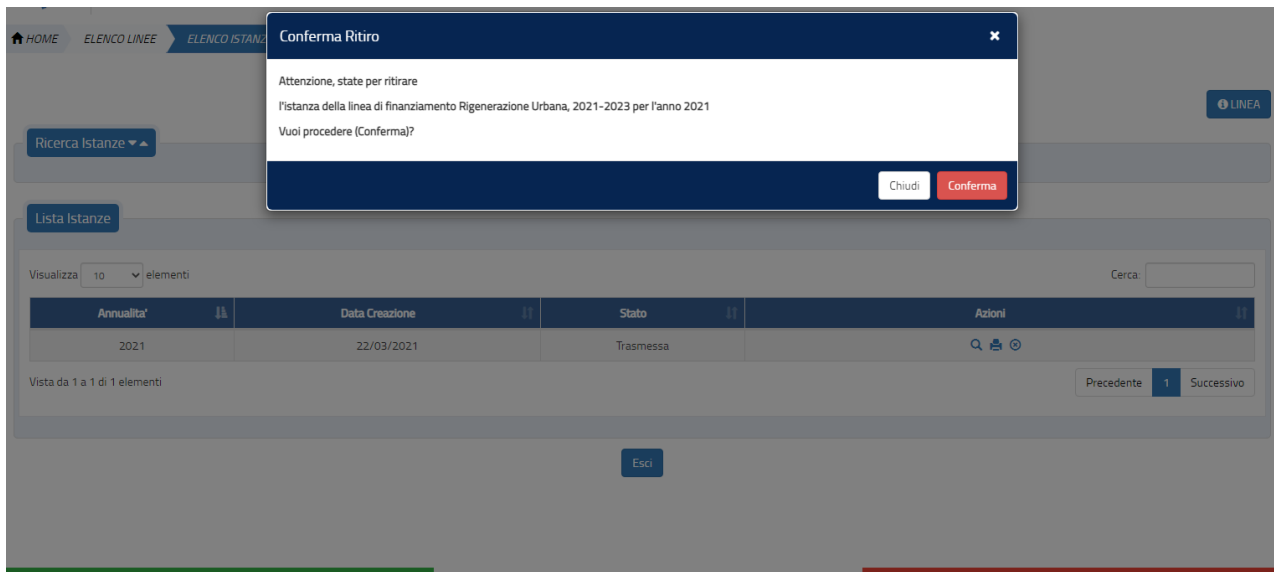 HOME ELENCO LINEE ELENCO ISTANZ
Conferma Ritiro
Attenzione, state per ritirare
l'istanza della linea di finanziamento Rigenerazione Urbana, 2021-2023 per l'anno 2021
Vuoi procedere (Conferma)?
Chiudi Conferma
LINEA
Ricerca Istanze
Lista Istanze
Visualizza 10 elementi Cerca:
Annualita' Data Creazione Stato Azioni
2021 22/03/2021 Trasmessa
Vista da 1 a 1 di 1 elementi Precedente 1 Successivo
Esci